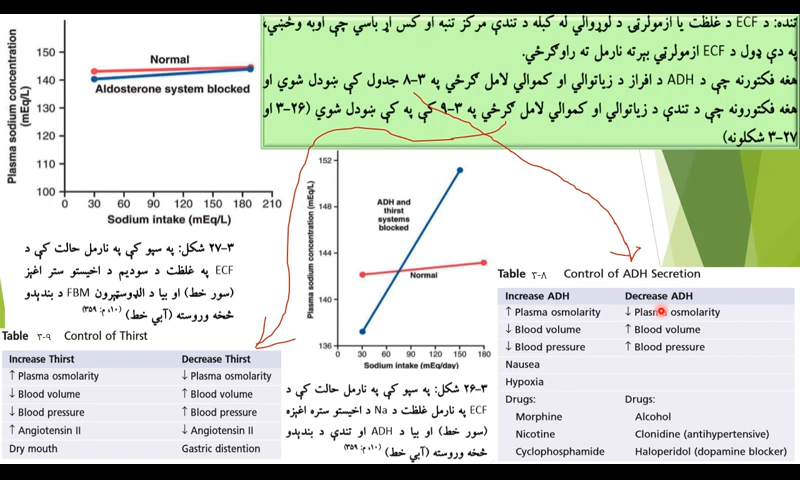 تنده: د ECF د غلظت یا ازمولرټي د لوړوالي له کبله د تندې مرکز تنبه او کس اړ باسي چې اوبه وڅښي،
په دې ډول د ECF ازمولرټي بېرته نارمل ته راوګرځي.
هغه فکتورنه چې د ADH د افراز د زیاتوالي او کموالي لامل ګرځي په ۳-۸ جدول کې ښودل شوي او
هغه فکتورونه چې د تندې د زیاتوالي او کموالي لامل ګرځي په ۳-۹ کې په کې ښودل شوي (۳-۲۶ او
۳-۲۷ شکلونه)
Plasma sodium concentration (mEq/L)
150
140
130
120
110
100
Normal
Aldosterone system blocked
0 30 60 90 120 150 180 210
Sodium intake (mEq/L)
۳-۲۷ شکل: په سپو کې په نارمل حالت کې د
ECF په غلظت د سودیم د اخیستو ستر اغېز
(سور خط) او بیا د الدوستېرون FBM د بندېدو
څخه وروسته (آبي خط) (۱۰، م: ۳۵۹)
Plasma sodium concentration (mEq/L)
152
148
144
140
136
ADH and
thirst
systems
blocked
Normal
0 30 60 90 120 150 180
Sodium intake (mEq/day)
۳-۲۶ شکل: په سپو کې په نارمل حالت کې د
ECF په نارمل غلظت د Na د اخیستو ستره اغېزه
(سور خط) او بیا د ADH او تندې د بندېدو
څخه وروسته (آبي خط) (۱۰، م: ۳۵۹)
Table ۳-۹ Control of Thirst
Increase Thirst Decrease Thirst
↑ Plasma osmolarity ↓ Plasma osmolarity
↓ Blood volume ↑ Blood volume
↓ Blood pressure ↑ Blood pressure
↑ Angiotensin II ↓ Angiotensin II
Dry mouth Gastric distention
Table ۳-۸ Control of ADH Secretion
Increase ADH Decrease ADH
↑ Plasma osmolarity ↓ Plasma osmolarity
↓ Blood volume ↑ Blood volume
↓ Blood pressure ↑ Blood pressure
Nausea
Hypoxia
Drugs: Drugs:
Morphine Alcohol
Nicotine Clonidine (antihypertensive)
Cyclophosphamide Haloperidol (dopamine blocker)